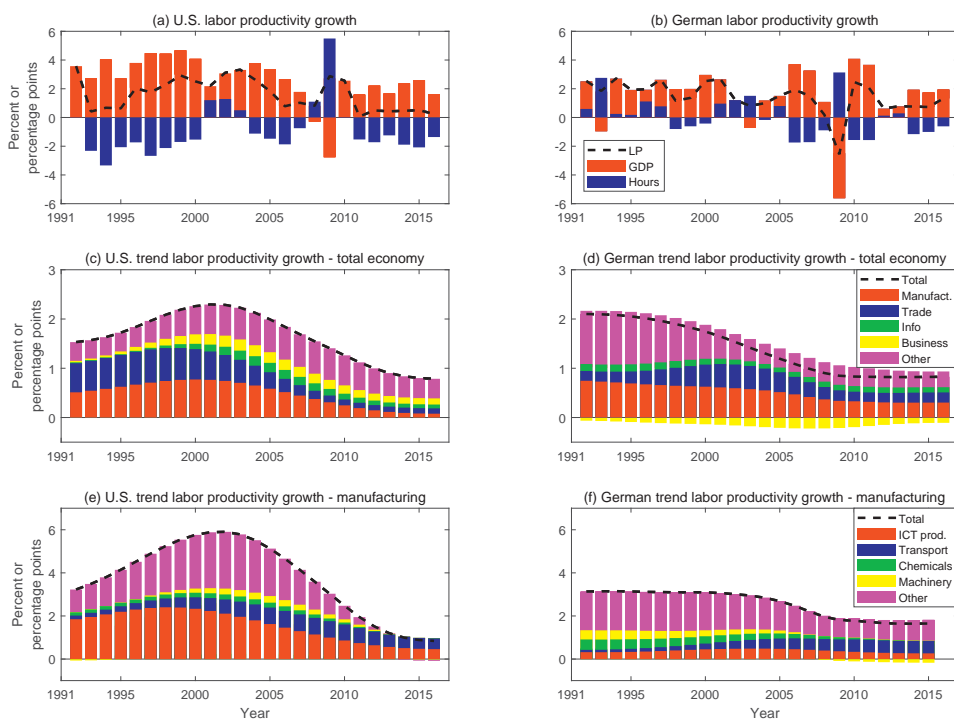 (a) U.S. labor productivity growth
(b) German labor productivity growth
Percent or
percentage points
6
4
2
0
-2
-4
-6
1991
1995
2000
2005
2010
2015
6
4
2
0
-2
-4
-6
1991
1995
2000
2005
2010
2015
LP
GDP
Hours
(c) U.S. trend labor productivity growth - total economy
(d) German trend labor productivity growth - total economy
Percent or
percentage points
3
2
1
0
1991
1995
2000
2005
2010
2015
3
2
1
0
1991
1995
2000
2005
2010
2015
Total
Manufact.
Trade
Info
Business
Other
(e) U.S. trend labor productivity growth - manufacturing
(f) German trend labor productivity growth - manufacturing
Percent or
percentage points
6
4
2
0
1991
1995
2000
2005
2010
2015
Year
6
4
2
0
1991
1995
2000
2005
2010
2015
Year
Total
ICT prod.
Transport
Chemicals
Machinery
Other